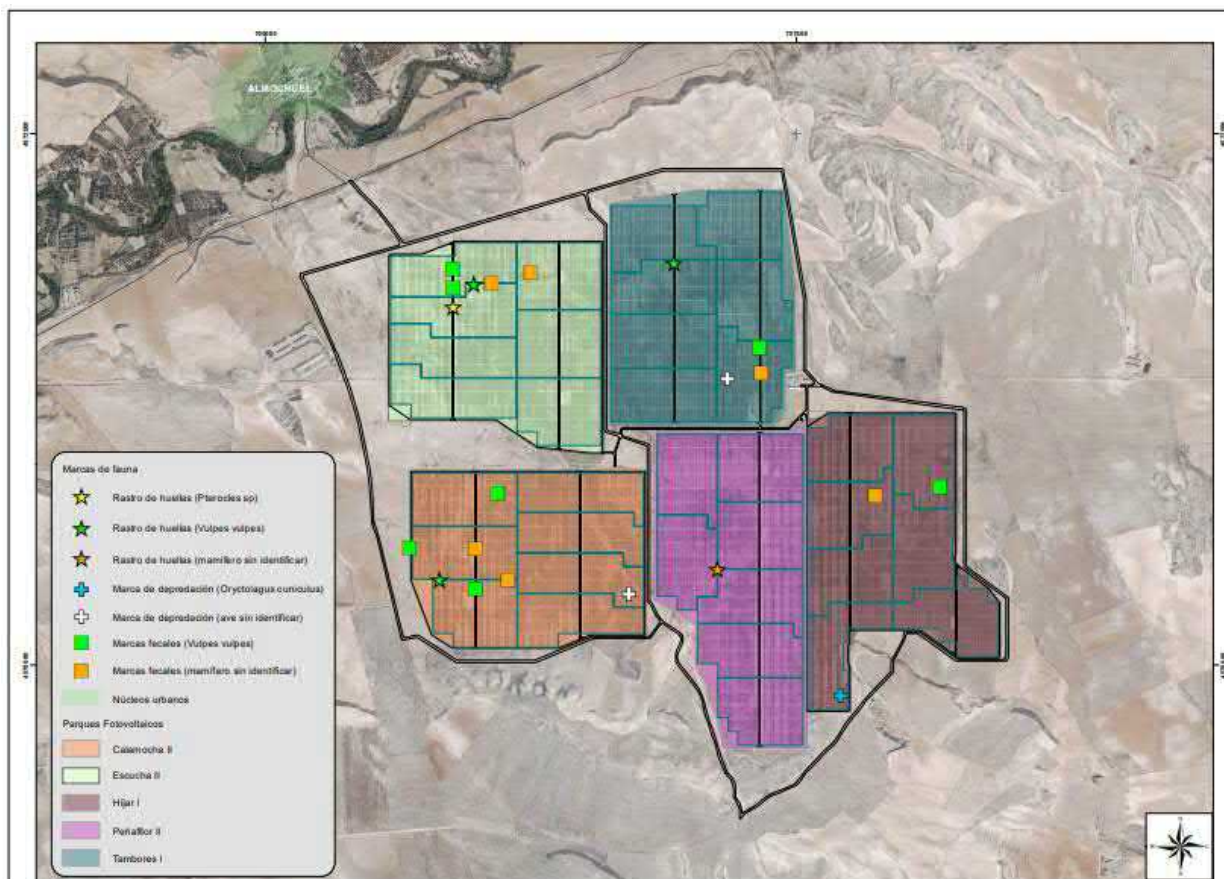 ALMOCHUEL
Marcas de fauna
Rastro de huellas (Pterocles sp)
Rastro de huellas (Vulpes vulpes)
Rastro de huellas (mamífero sin identificar)
Marca de depredación (Oryctolagus cuniculus)
Marca de depredación (ave sin identificar)
Marcas fecales (Vulpes vulpes)
Marcas fecales (mamífero sin identificar)
Núcleos urbanos
Parques Fotovoltaicos
Calamocha II
Escucha II
Híjar I
Peñaflor II
Tambores I